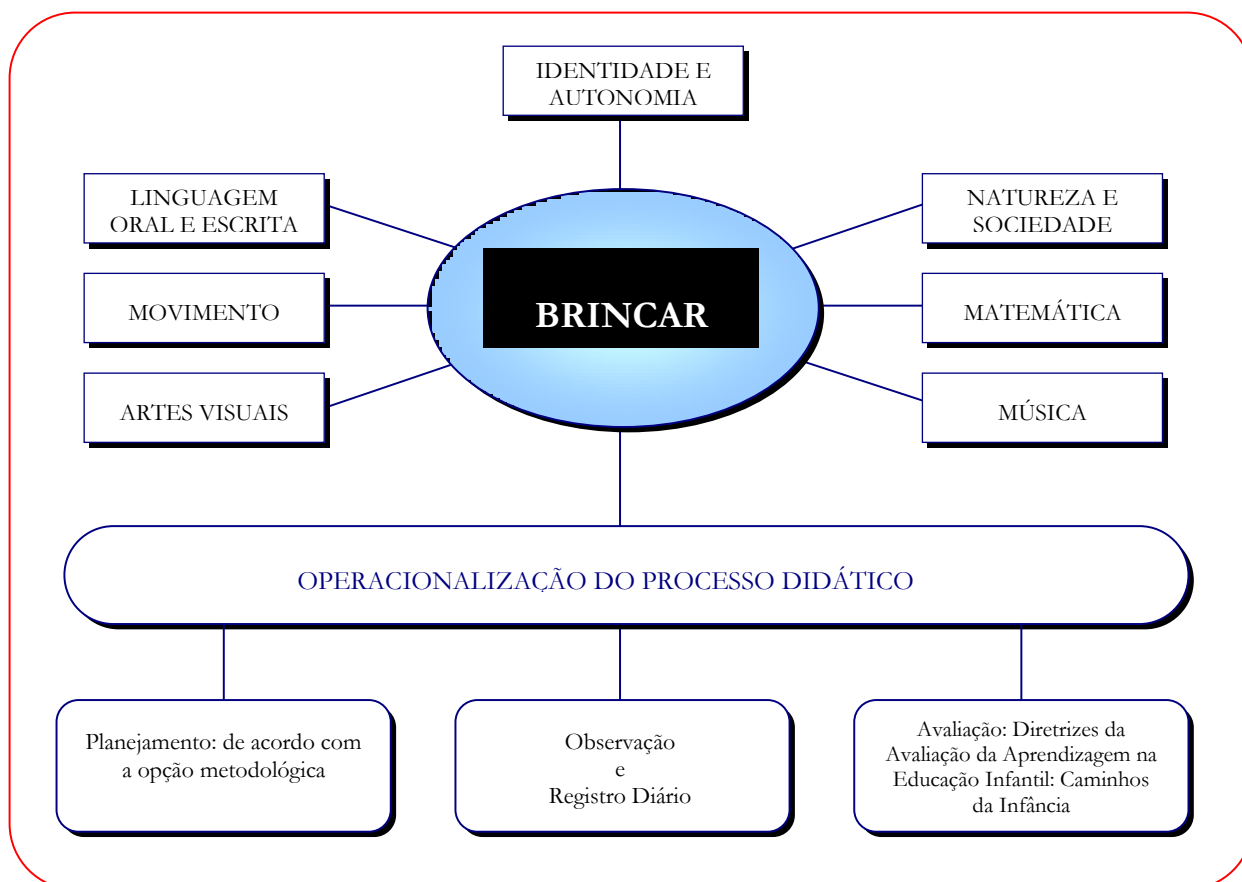 IDENTIDADE E
AUTONOMIA
LINGUAGEM
ORAL E ESCRITA
NATUREZA E
SOCIEDADE
MOVIMENTO
BRINCAR
MATEMÁTICA
ARTES VISUAIS
MÚSICA
OPERACIONALIZAÇÃO DO PROCESSO DIDÁTICO
Planejamento: de acordo com
a opção metodológica
Observação
e
Registro Diário
Avaliação: Diretrizes da
Avaliação da Aprendizagem na
Educação Infantil: Caminhos
da Infância